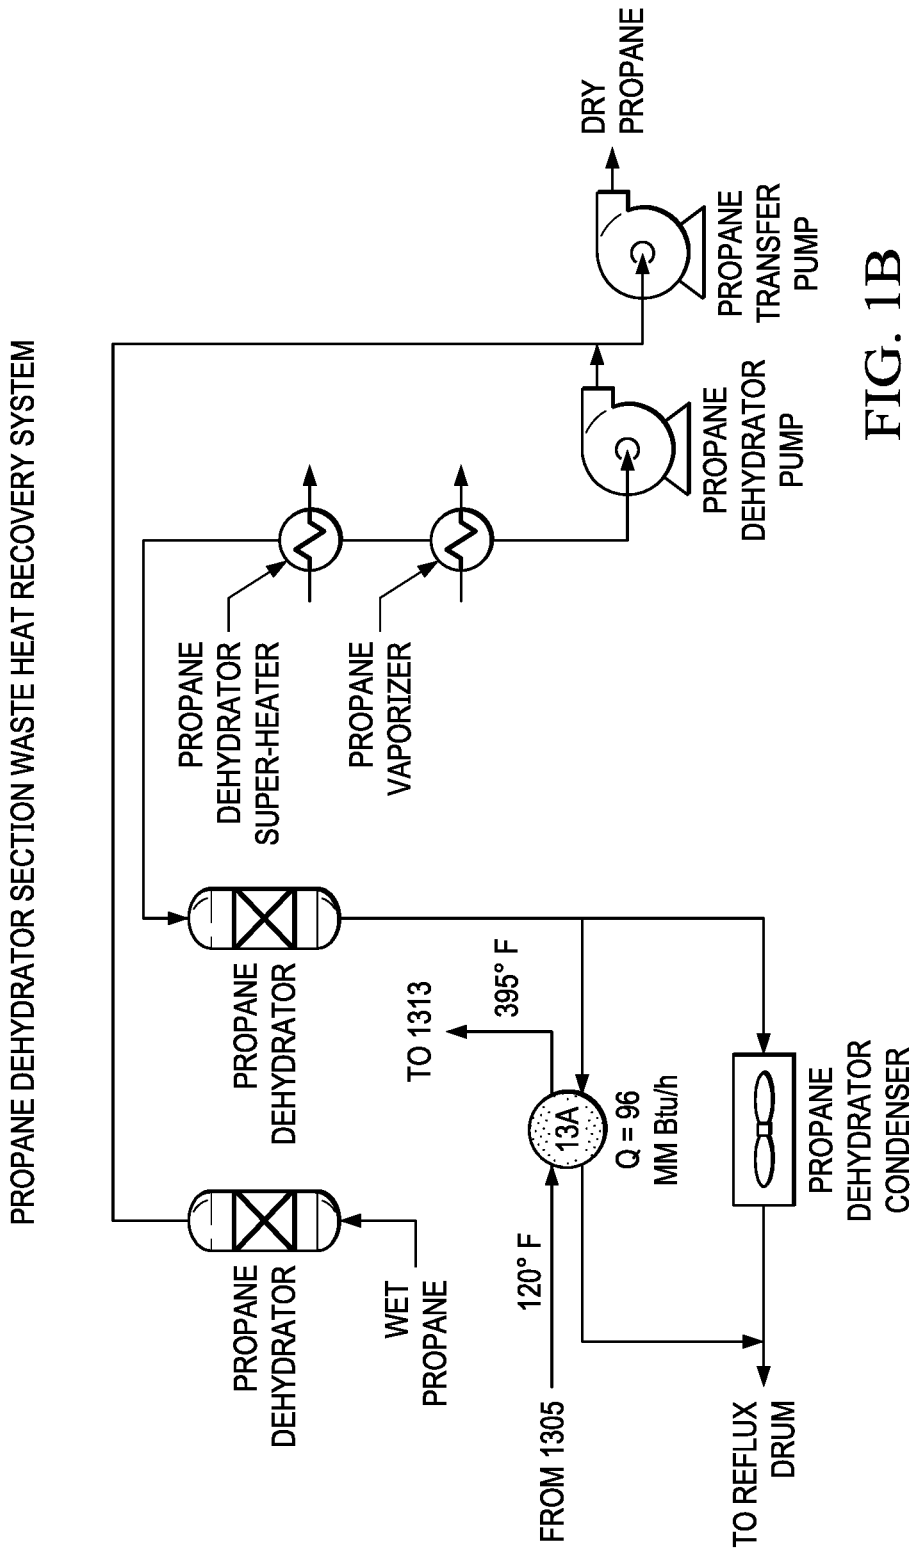 PROPANE DEHYDRATOR SECTION WASTE HEAT RECOVERY SYSTEM
WET
PROPANE
PROPANE
DEHYDRATOR
PROPANE
DEHYDRATOR
PROPANE
DEHYDRATOR
SUPER-HEATER
PROPANE
VAPORIZER
FROM 1305
120° F
13A
Q = 96
MM Btu/h
TO 1313
395° F
TO REFLUX
DRUM
PROPANE
DEHYDRATOR
CONDENSER
PROPANE
DEHYDRATOR
PUMP
PROPANE
TRANSFER
PUMP
DRY
PROPANE
FIG. 1B